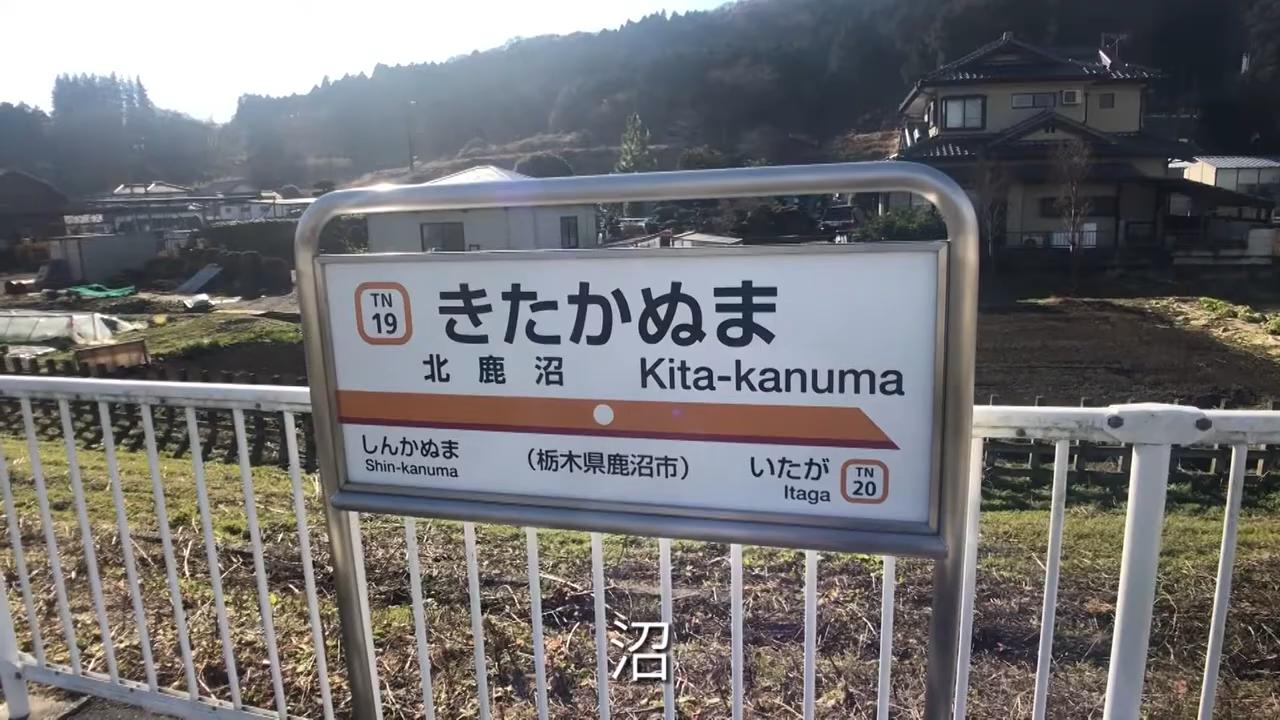 TN
19
きたかぬま
北鹿沼 Kita-kanuma
しんかぬま
Shin-kanuma
(栃木県鹿沼市)
いたが
Itaga
TN
20
沼